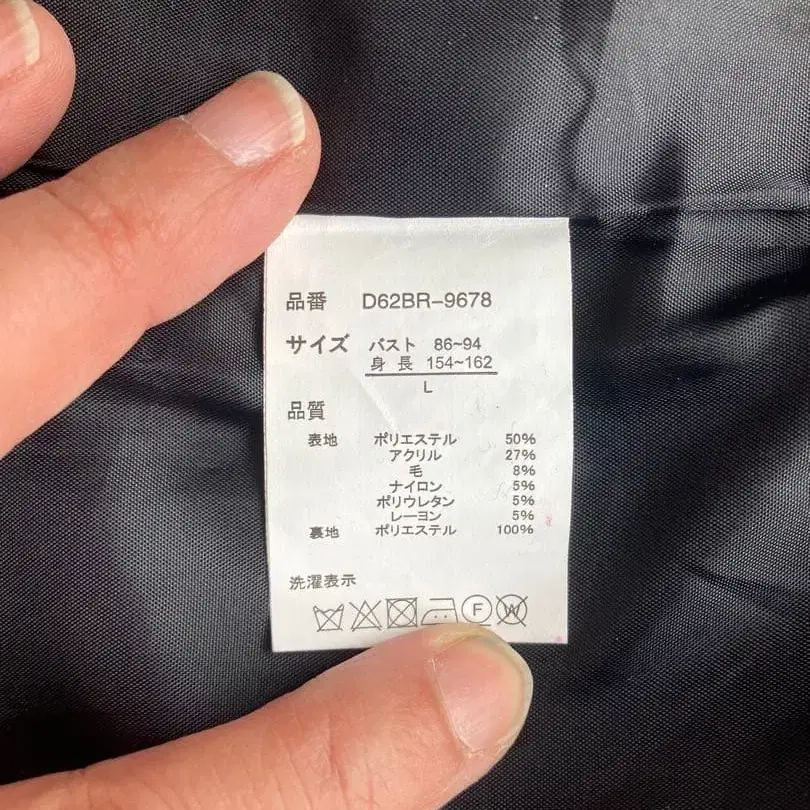 品番 D62BR-9678
サイズ バスト 86~94
身長 154~162
L
品質
表地 ポリエステル 50%
アクリル 27%
毛 8%
ナイロン 5%
ポリウレタン 5%
レーヨン 5%
裏地 ポリエステル 100%
洗濯表示
F W